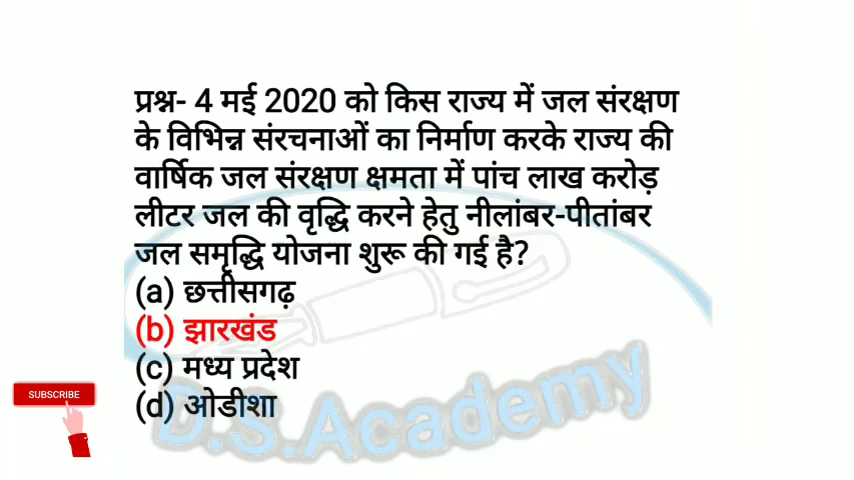 प्रश्न- 4 मई 2020 को किस राज्य में जल संरक्षण
के विभिन्न संरचनाओं का निर्माण करके राज्य की
वार्षिक जल संरक्षण क्षमता में पांच लाख करोड़
लीटर जल की वृद्धि करने हेतु नीलांबर-पीतांबर
जल समृद्धि योजना शुरू की गई है?
(a) छत्तीसगढ़
(b) झारखंड
(c) मध्य प्रदेश
(d) ओडीशा
SUBSCRIBE
D.S.Academy